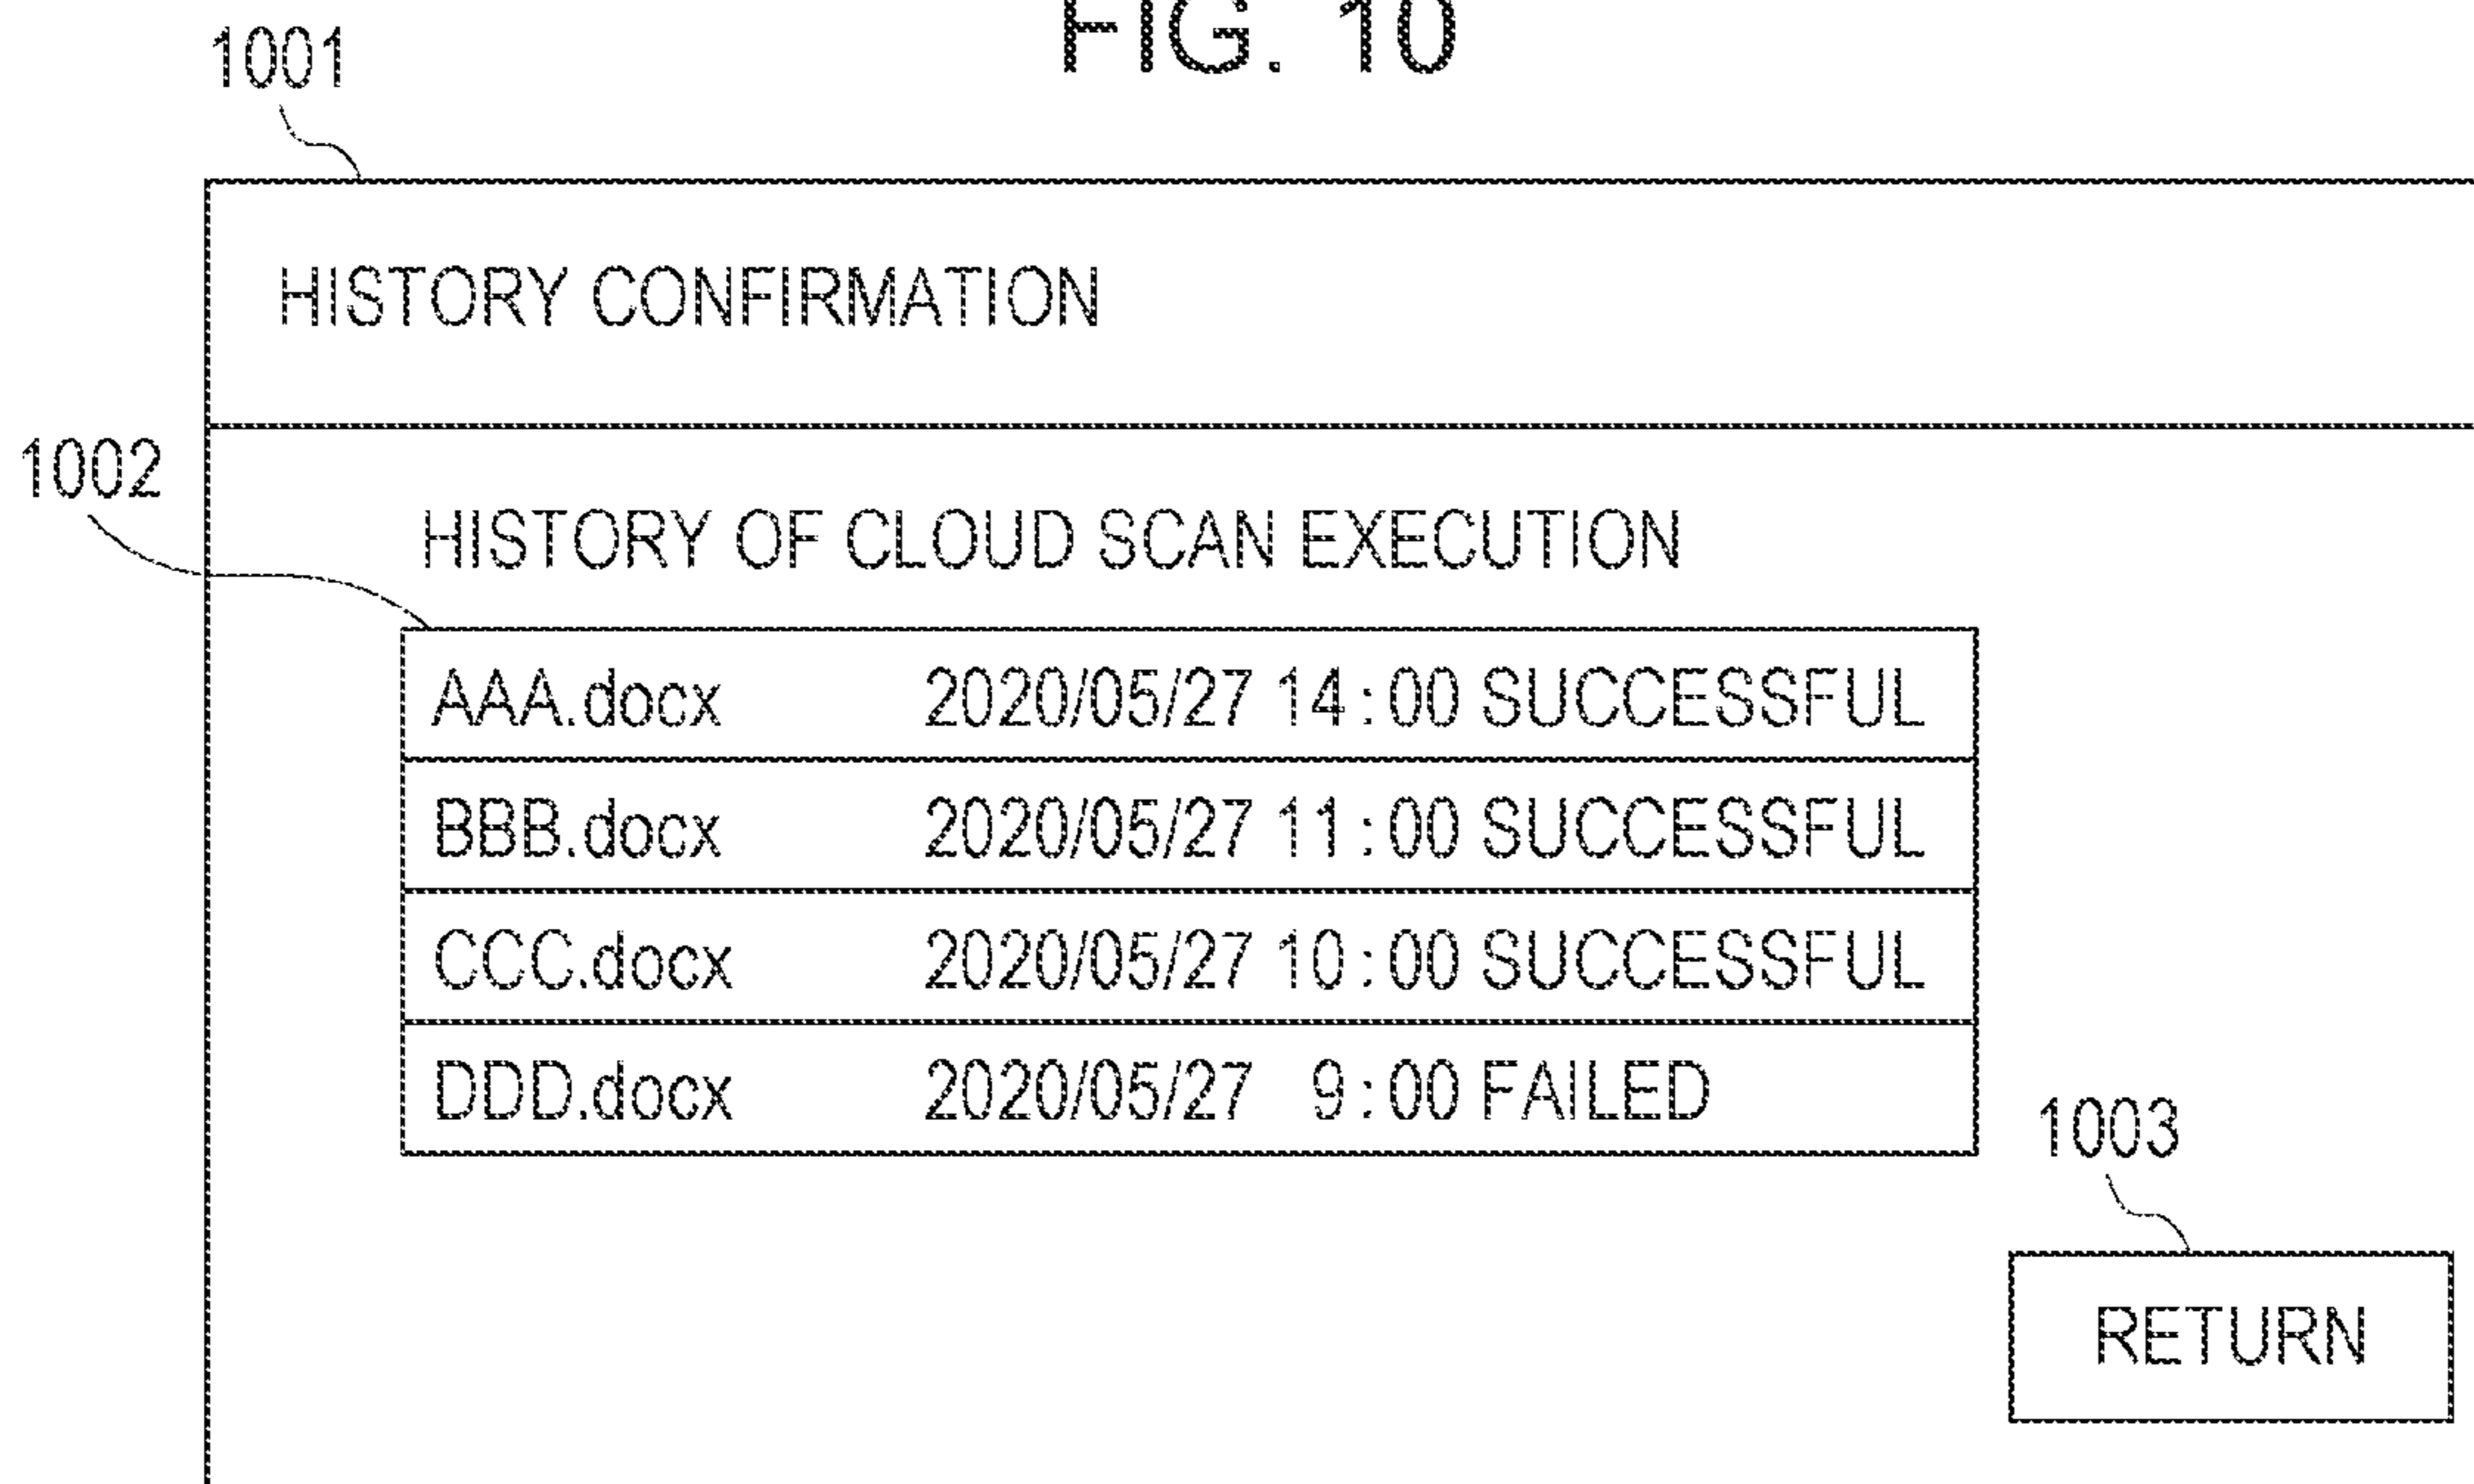 FIG. 10
1001
HISTORY CONFIRMATION
1002
HISTORY OF CLOUD SCAN EXECUTION
AAA.docx 2020/05/27 14:00 SUCCESSFUL
BBB.docx 2020/05/27 11:00 SUCCESSFUL
CCC.docx 2020/05/27 10:00 SUCCESSFUL
DDD.docx 2020/05/27 9:00 FAILED
1003
RETURN